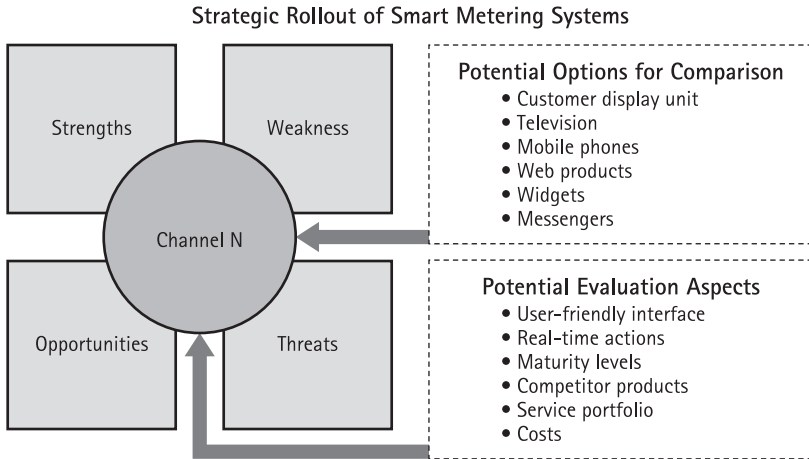 Strategic Rollout of Smart Metering Systems
Strengths
Weakness
Channel N
Opportunities
Threats
Potential Options for Comparison
• Customer display unit
• Television
• Mobile phones
• Web products
• Widgets
• Messengers
Potential Evaluation Aspects
• User-friendly interface
• Real-time actions
• Maturity levels
• Competitor products
• Service portfolio
• Costs